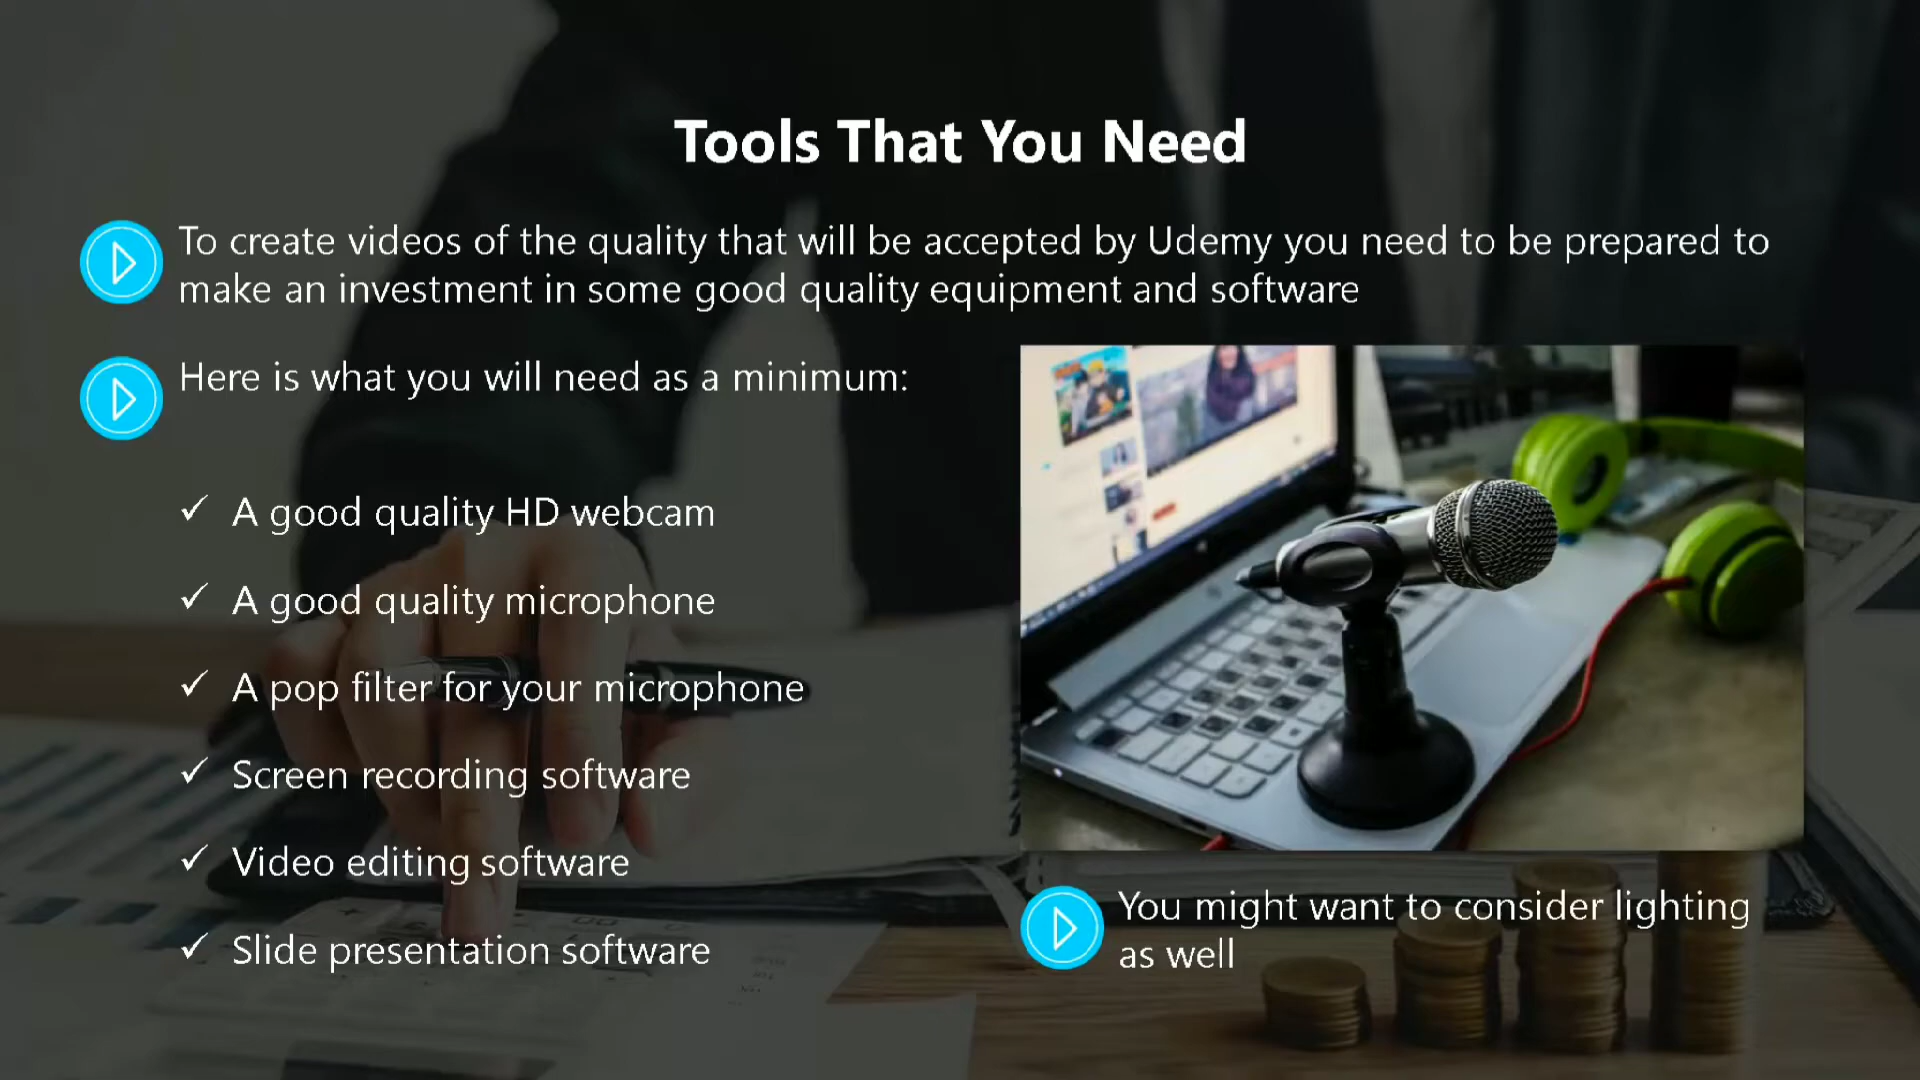 Tools That You Need
To create videos of the quality that will be accepted by Udemy you need to be prepared to
make an investment in some good quality equipment and software
Here is what you will need as a minimum:
✓ A good quality HD webcam
✓ A good quality microphone
✓ A pop filter for your microphone
✓ Screen recording software
✓ Video editing software
✓ Slide presentation software
You might want to consider lighting
as well